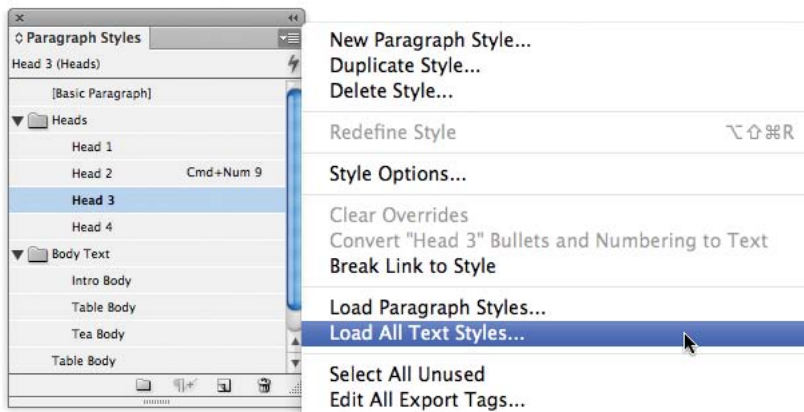 Paragraph Styles
Head 3 (Heads)
[Basic Paragraph]
Heads
Head 1
Head 2 Cmd+Num 9
Head 3
Head 4
Body Text
Intro Body
Table Body
Tea Body
Table Body
New Paragraph Style...
Duplicate Style...
Delete Style...
Redefine Style ⌥⇧⌘R
Style Options...
Clear Overrides
Convert "Head 3" Bullets and Numbering to Text
Break Link to Style
Load Paragraph Styles...
Load All Text Styles...
Select All Unused
Edit All Export Tags...